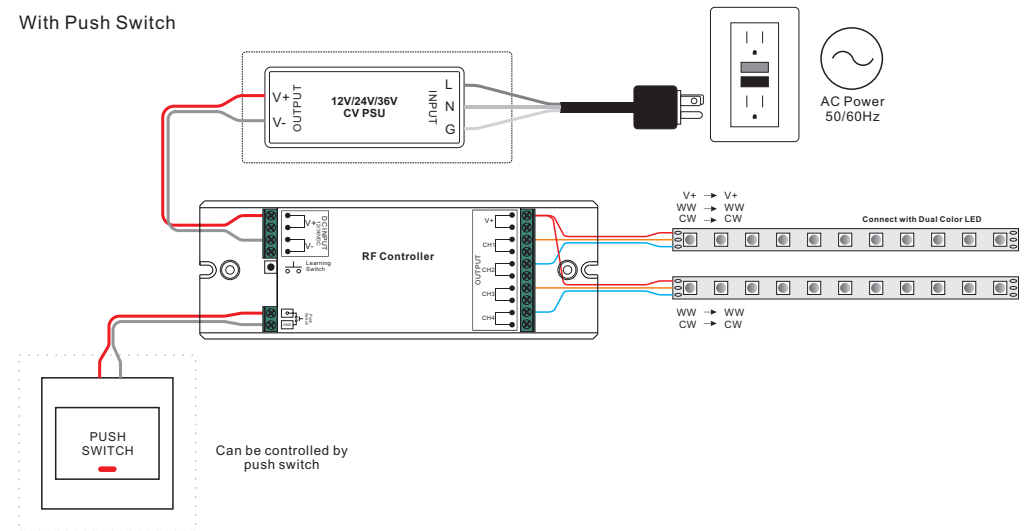 With Push Switch
V+
V-
OUTPUT
12V/24V/36V
CV PSU
INPUT
L
N
G
AC Power
50/60Hz
V+ → V+
WW → WW
CW → CW
Connect with Dual Color LED
V+
V-
DC INPUT
Learning
Switch
RF Controller
OUTPUT
V+
CH1
CH2
CH3
CH4
Push
GND
WW → WW
CW → CW
PUSH
SWITCH
Can be controlled by
push switch